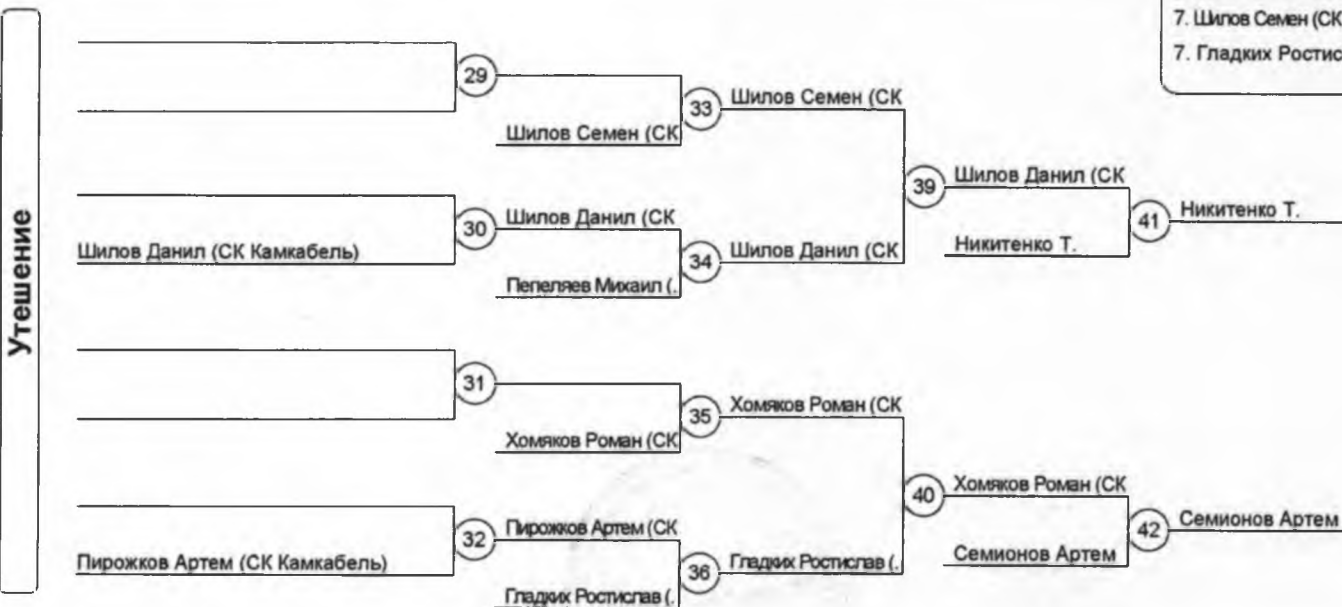 7. Шилов Семен (СК
7. Гладких Ростис
Утешение
29
Шилов Семен (СК
33
Шилов Семен (СК
Шилов Данил (СК Камкабель)
30
Шилов Данил (СК
Пепеляев Михаил (.
34
Шилов Данил (СК
39
Шилов Данил (СК
Никитенко Т.
41
Никитенко Т.
31
Хомяков Роман (СК
35
Хомяков Роман (СК
Пирожков Артем (СК Камкабель)
32
Пирожков Артем (СК
Гладких Ростислав (.
36
Гладких Ростислав (.
40
Хомяков Роман (СК
Семионов Артем
42
Семионов Артем